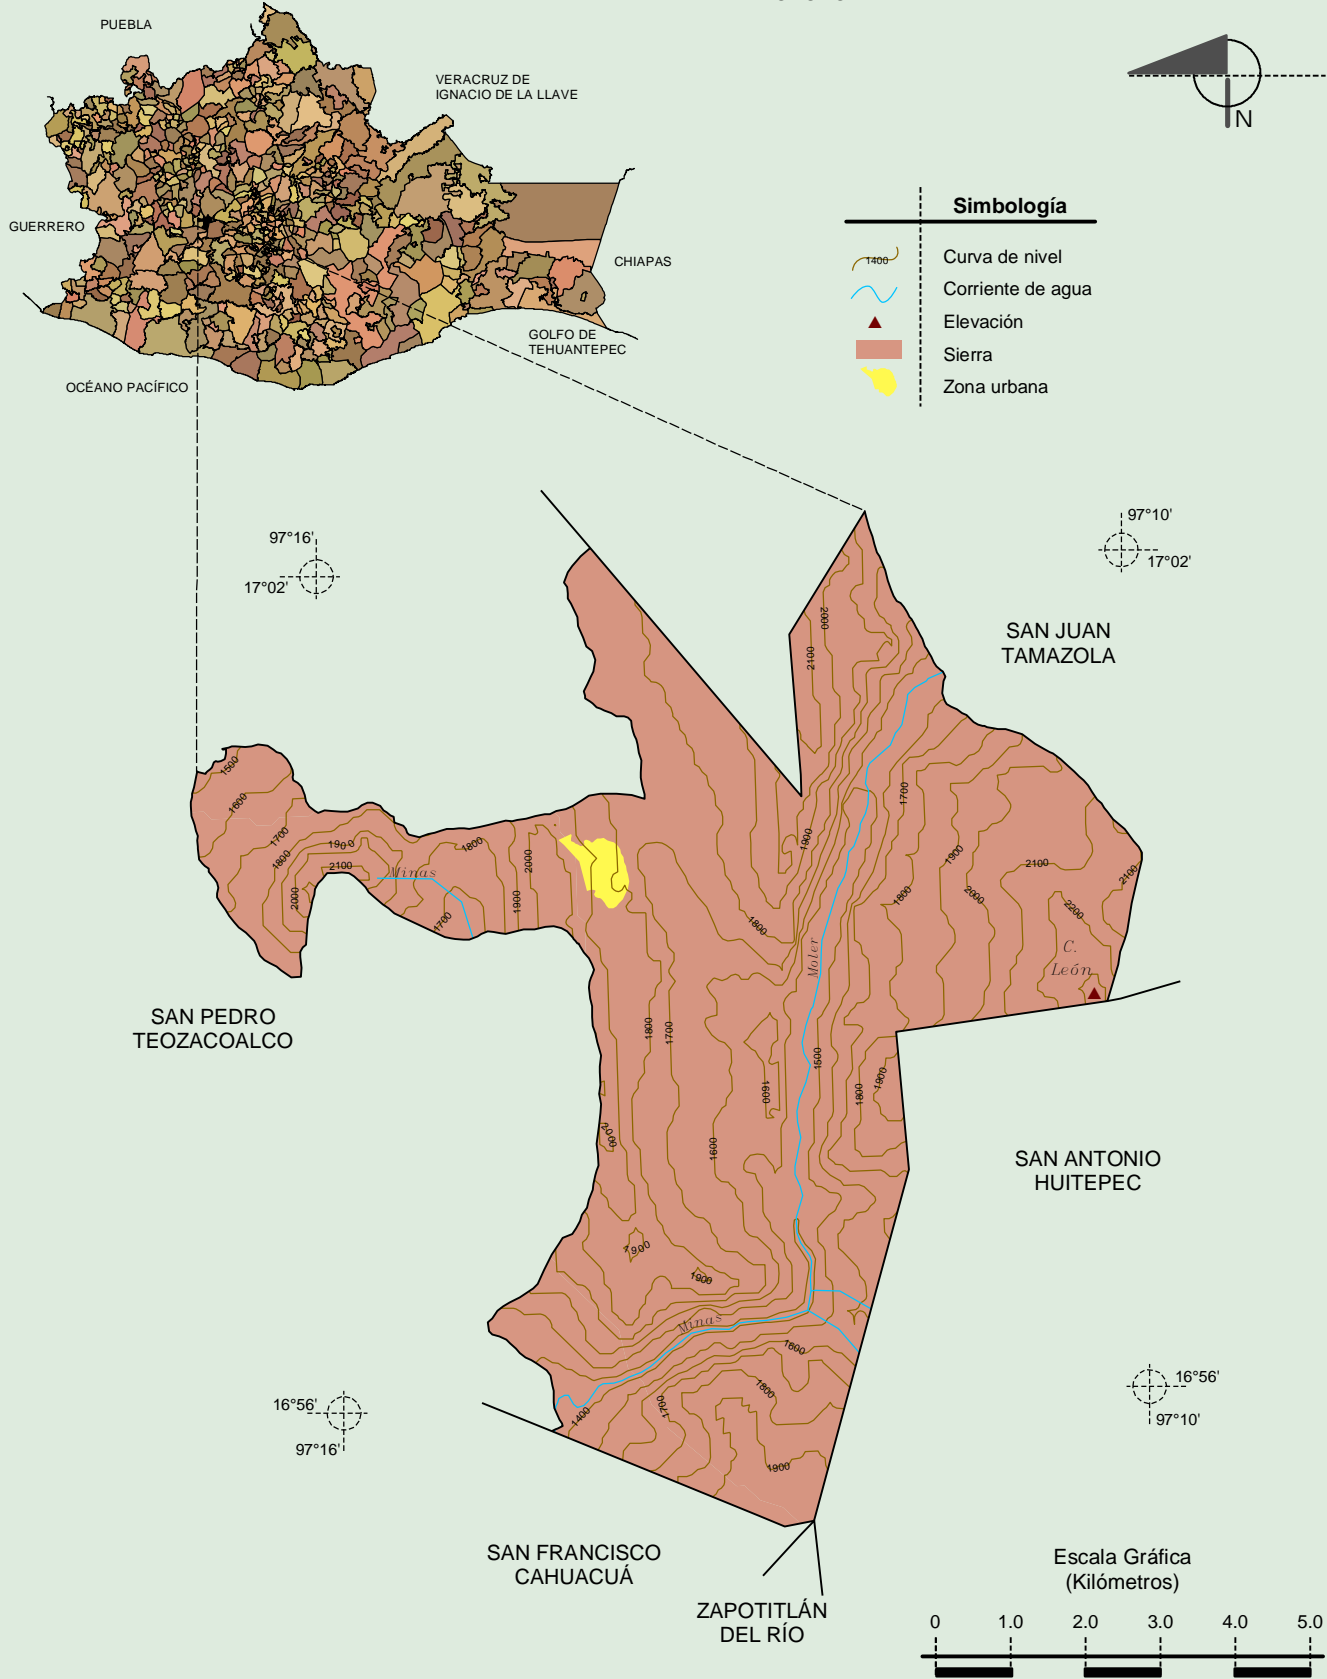 PUEBLA
VERACRUZ DE
IGNACIO DE LA LLAVE
N
GUERRERO
CHIAPAS
GOLFO DE
TEHUANTEPEC
OCÉANO PACÍFICO
Simbología
1400
Curva de nivel
Corriente de agua
Elevación
Sierra
Zona urbana
97°16'
17°02'
97°10'
17°02'
SAN JUAN
TAMAZOLA
2000
2100
1500
1600
1700
1800
1900
2100
2000
Minas
1800
1700
2000
1900
1900
1700
1900
1800
2000
2100
2100
2200
C.
León
1800
Moler
1800
1700
1500
1600
1800
1900
2000
1600
SAN PEDRO
TEOZACOALCO
SAN ANTONIO
HUITEPEC
1900
1900
Minas
1600
1800
1700
1400
1900
16°56'
97°16'
16°56'
97°10'
SAN FRANCISCO
CAHUACUÁ
ZAPOTITLÁN
DEL RÍO
Escala Gráfica
(Kilómetros)
0 1.0 2.0 3.0 4.0 5.0